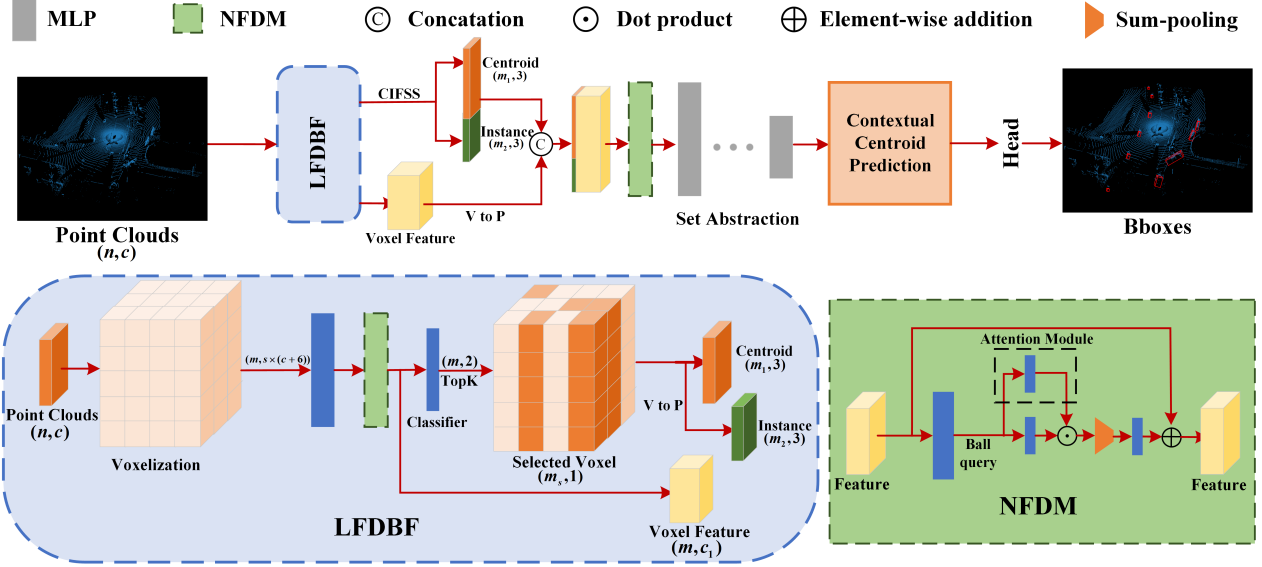 MLP
NFDM
C
Concatation
Dot product
Element-wise addition
Sum-pooling
Point Clouds
(n,c)
LFDBF
CIFSS
Centroid
(m₁,3)
Instance
(m₂,3)
C
Voxel Feature
V to P
Set Abstraction
Contextual
Centroid
Prediction
Head
Bboxes
Point Clouds
(n,c)
Voxelization
(m,s×(c+6))
Classifier
(m,2)
TopK
Selected Voxel
(mₛ,1)
V to P
Centroid
(m₁,3)
Instance
(m₂,3)
Voxel Feature
(m,c₁)
LFDBF
Feature
Ball
query
Attention Module
Feature
NFDM